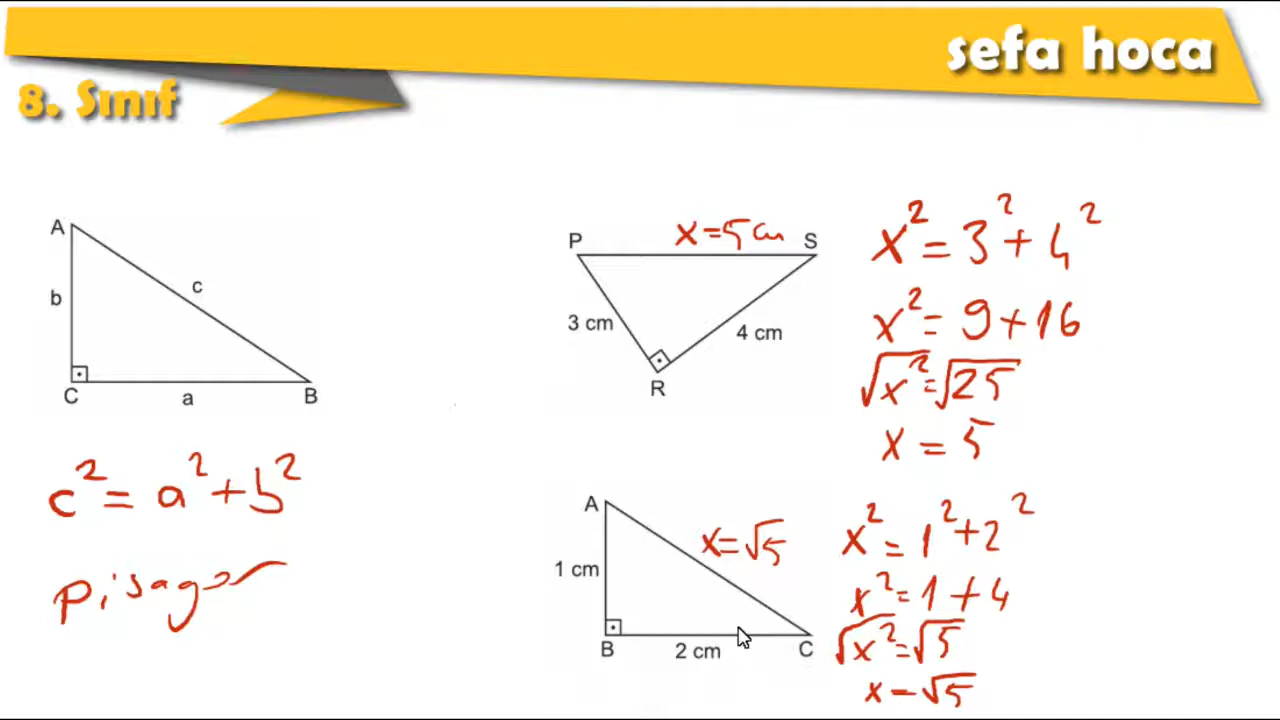 sefa hoca
8. Sınıf
A
b
c
C
a
B
c² = a² + b²
pisagor
x = 5 cm
P
S
3 cm
4 cm
R
x² = 3² + 4²
x² = 9 + 16
√x² = √25
x = 5
A
x = √5
1 cm
B
2 cm
C
x² = 1² + 2²
x² = 1 + 4
√x² = √5
x = √5